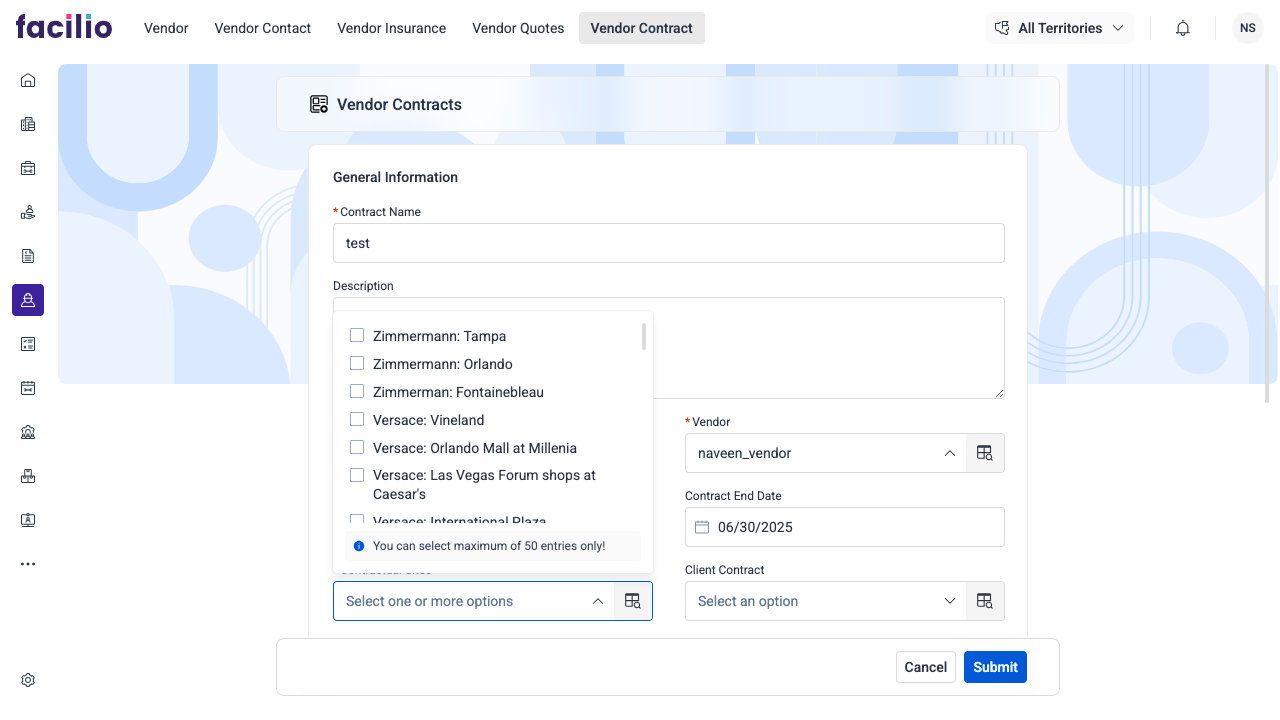 facilio
Vendor
Vendor Contact
Vendor Insurance
Vendor Quotes
Vendor Contract
All Territories
NS
Vendor Contracts
General Information
* Contract Name
test
Description
Zimmermann: Tampa
Zimmermann: Orlando
Zimmerman: Fontainebleau
Versace: Vineland
Versace: Orlando Mall at Millenia
Versace: Las Vegas Forum shops at
Caesar's
Versace: International Plaza
You can select maximum of 50 entries only!
* Vendor
naveen_vendor
Contract End Date
06/30/2025
Select one or more options
Client Contract
Select an option
Cancel
Submit